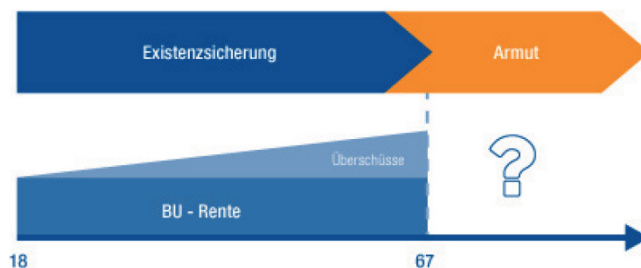 Existenzsicherung
Armut
Überschüsse
?
BU - Rente
18
67